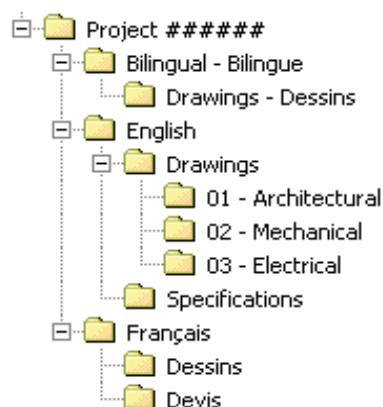 Project ######
Bilingual - Bilingue
Drawings - Dessins
English
Drawings
01 - Architectural
02 - Mechanical
03 - Electrical
Specifications
Français
Dessins
Devis